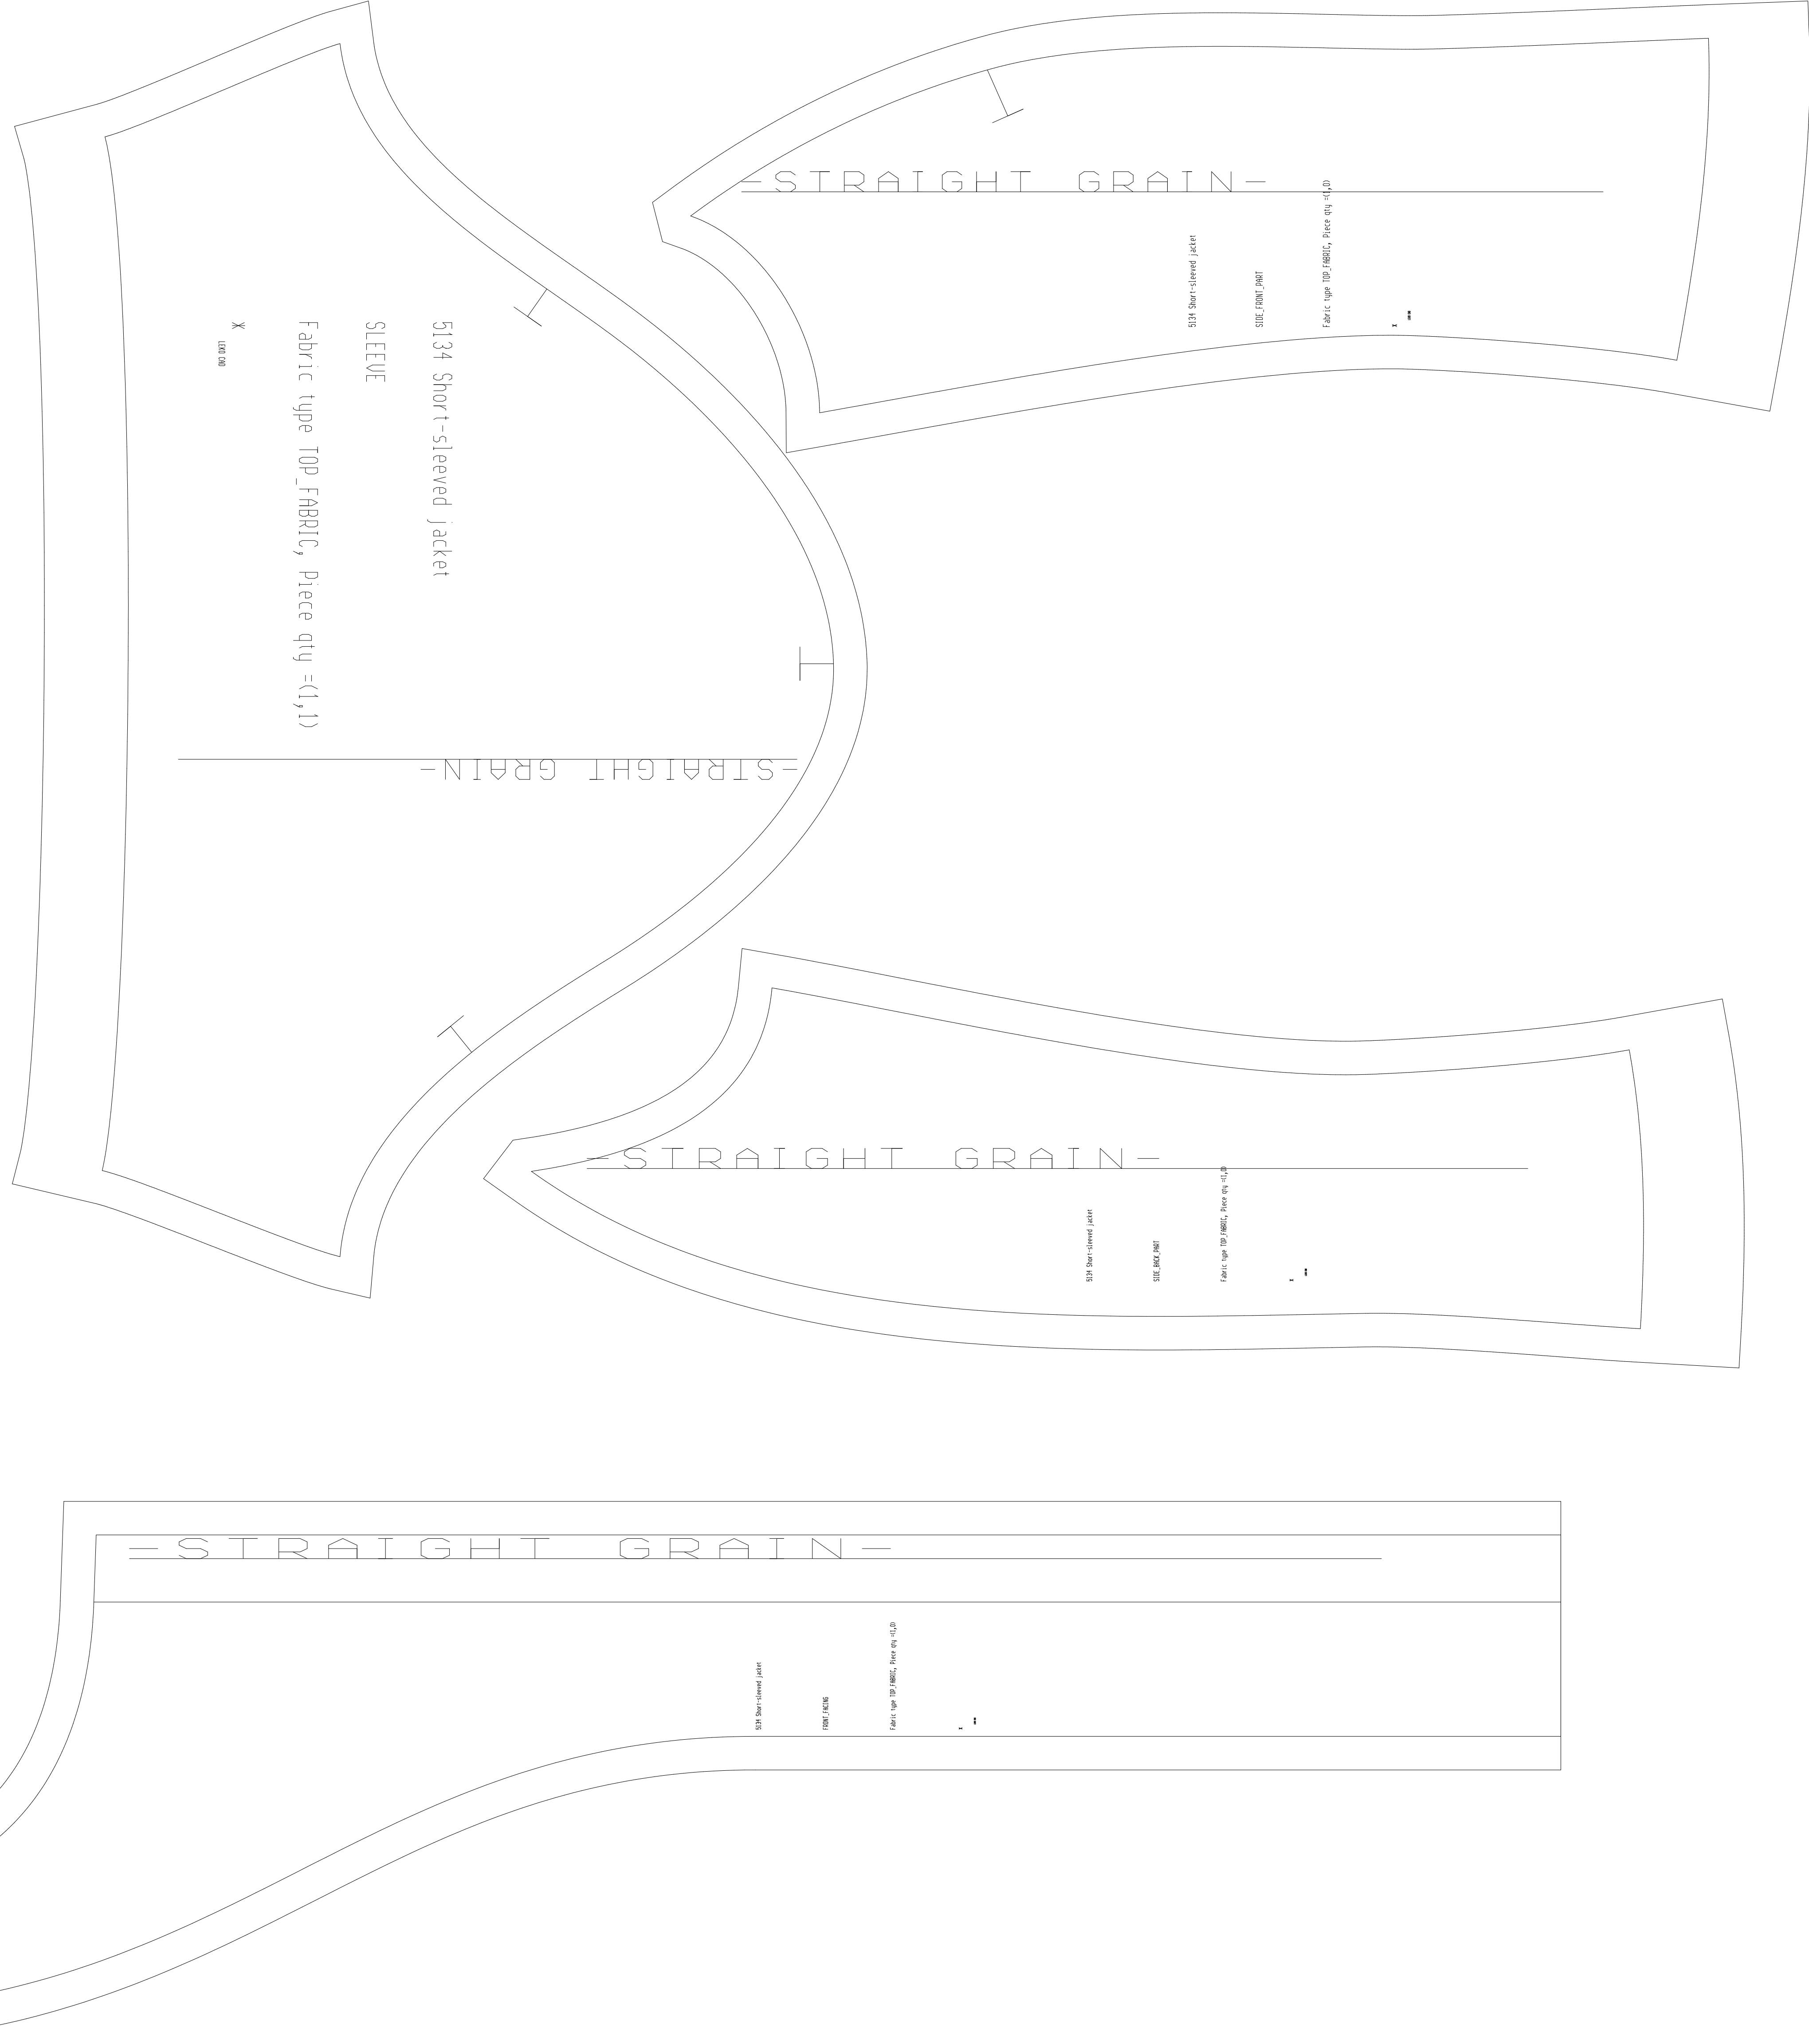 5134 Short-sleeved jacket
SLEEVE
Fabric type TOP_FABRIC, Piece qty =(1,1)
LEKO CAD
-STRAIGHT GRAIN-
-STRAIGHT GRAIN-
5134 Short-sleeved jacket
SIDE_FRONT_PART
Fabric type TOP_FABRIC, Piece qty =(1,0)
-STRAIGHT GRAIN-
5134 Short-sleeved jacket
SIDE_BACK_PART
Fabric type TOP_FABRIC, Piece qty =(1,0)
-STRAIGHT GRAIN-
5134 Short-sleeved jacket
FRONT_FACING
Fabric type TOP_FABRIC, Piece qty =(1,0)